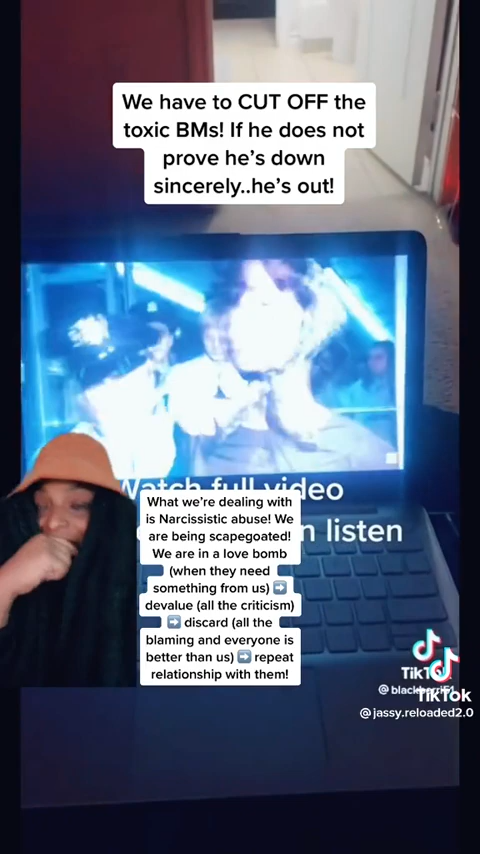 We have to CUT OFF the
toxic BMs! If he does not
prove he's down
sincerely..he's out!
Watch full video
listen
What we're dealing with
is Narcissistic abuse! We
are being scapegoated!
We are in a love bomb
(when they need
something from us) ➡️
devalue (all the criticism)
➡️ discard (all the
blaming and everyone is
better than us) ➡️ repeat
relationship with them!
TikTok
TikTok
@jassy.reloaded2.0